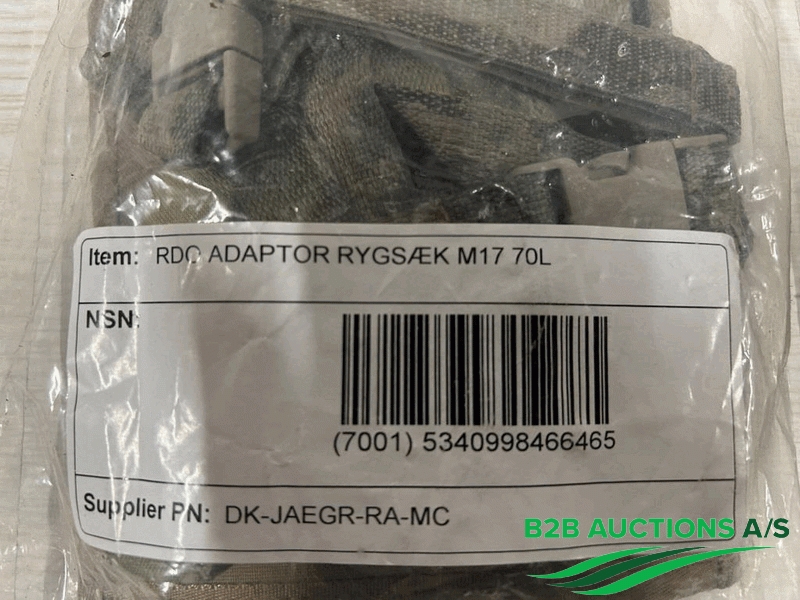 Item: RDC ADAPTOR RYGSÆK M17 70L
NSN:
(7001) 5340998466465
Supplier PN: DK-JAEGR-RA-MC
B2B AUCTIONS A/S